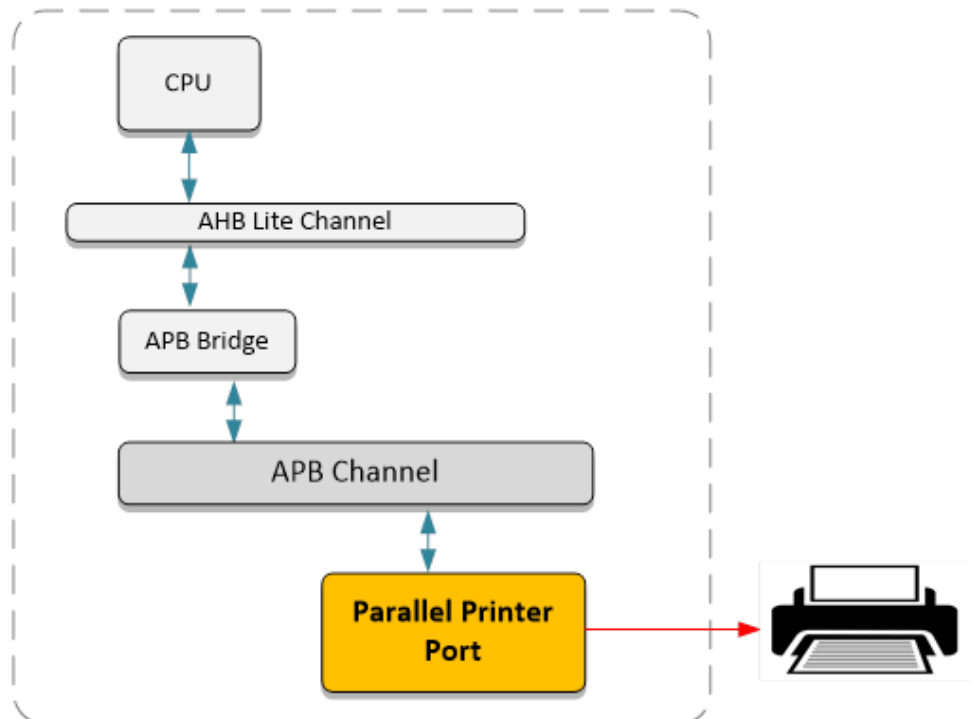 CPU
AHB Lite Channel
APB Bridge
APB Channel
Parallel Printer
Port